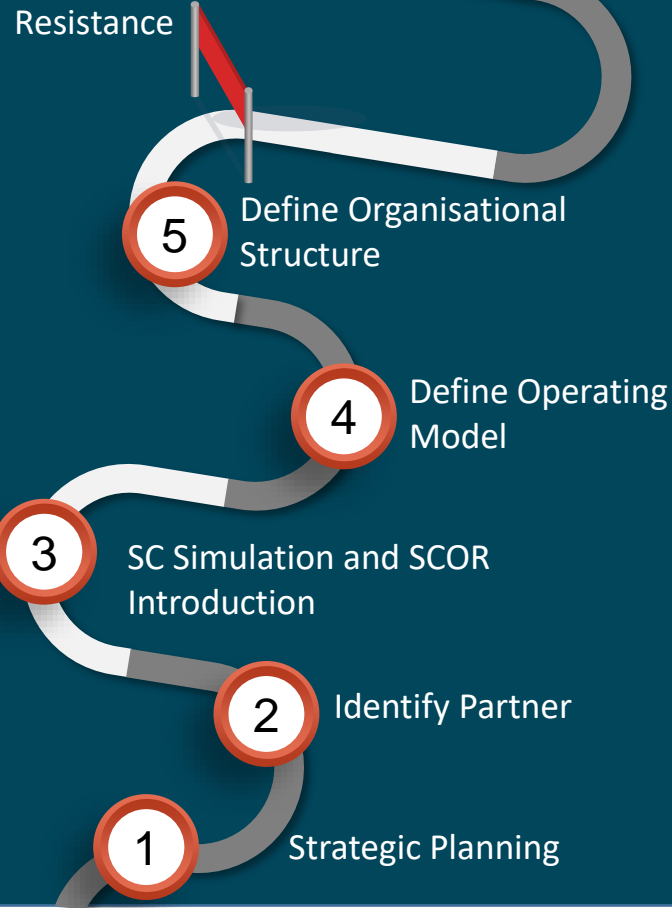 Resistance
5
Define Organisational
Structure
4
Define Operating
Model
3
SC Simulation and SCOR
Introduction
2
Identify Partner
1
Strategic Planning